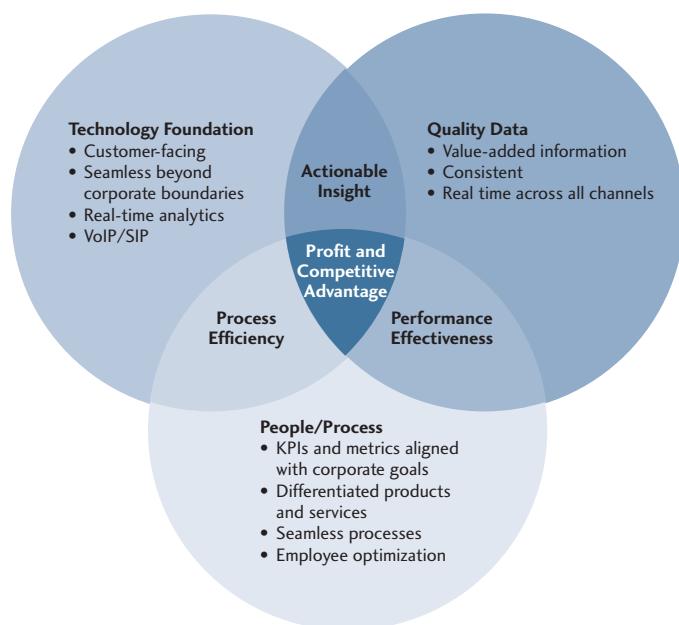 Technology Foundation
• Customer-facing
• Seamless beyond
corporate boundaries
• Real-time analytics
• VoIP/SIP
Actionable
Insight
Quality Data
• Value-added information
• Consistent
• Real time across all channels
Profit and
Competitive
Advantage
Process
Efficiency
Performance
Effectiveness
People/Process
• KPIs and metrics aligned
with corporate goals
• Differentiated products
and services
• Seamless processes
• Employee optimization